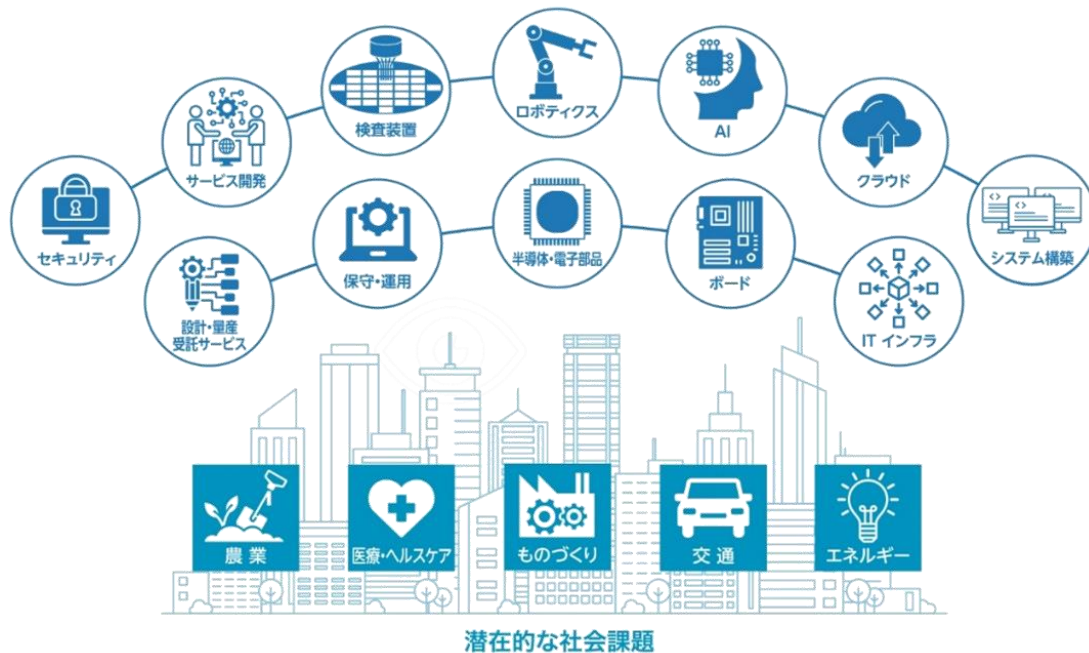 セキュリティ
サービス開発
検査装置
ロボティクス
AI
クラウド
システム構築
設計・量産
受託サービス
保守・運用
半導体・電子部品
ボード
IT インフラ
農業
医療・ヘルスケア
ものづくり
交通
エネルギー
潜在的な社会課題